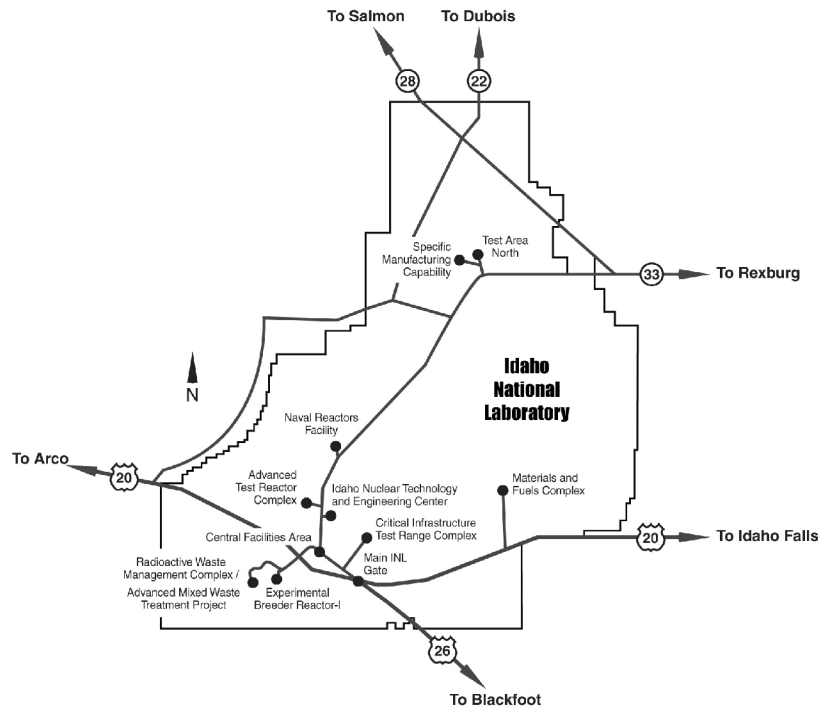 To Salmon
To Dubois
28
22
Specific
Manufacturing
Capability
Test Area
North
33
To Rexburg
Idaho
National
Laboratory
N
Naval Reactors
Facility
To Arco
20
Advanced
Test Reactor
Complex
Idaho Nuclear Technology
and Engineering Center
Materials and
Fuels Complex
Critical Infrastructure
Test Range Complex
Central Facilities Area
20
To Idaho Falls
Radioactive Waste
Management Complex /
Advanced Mixed Waste
Treatment Project
Experimental
Breeder Reactor-I
Main INL
Gate
26
To Blackfoot